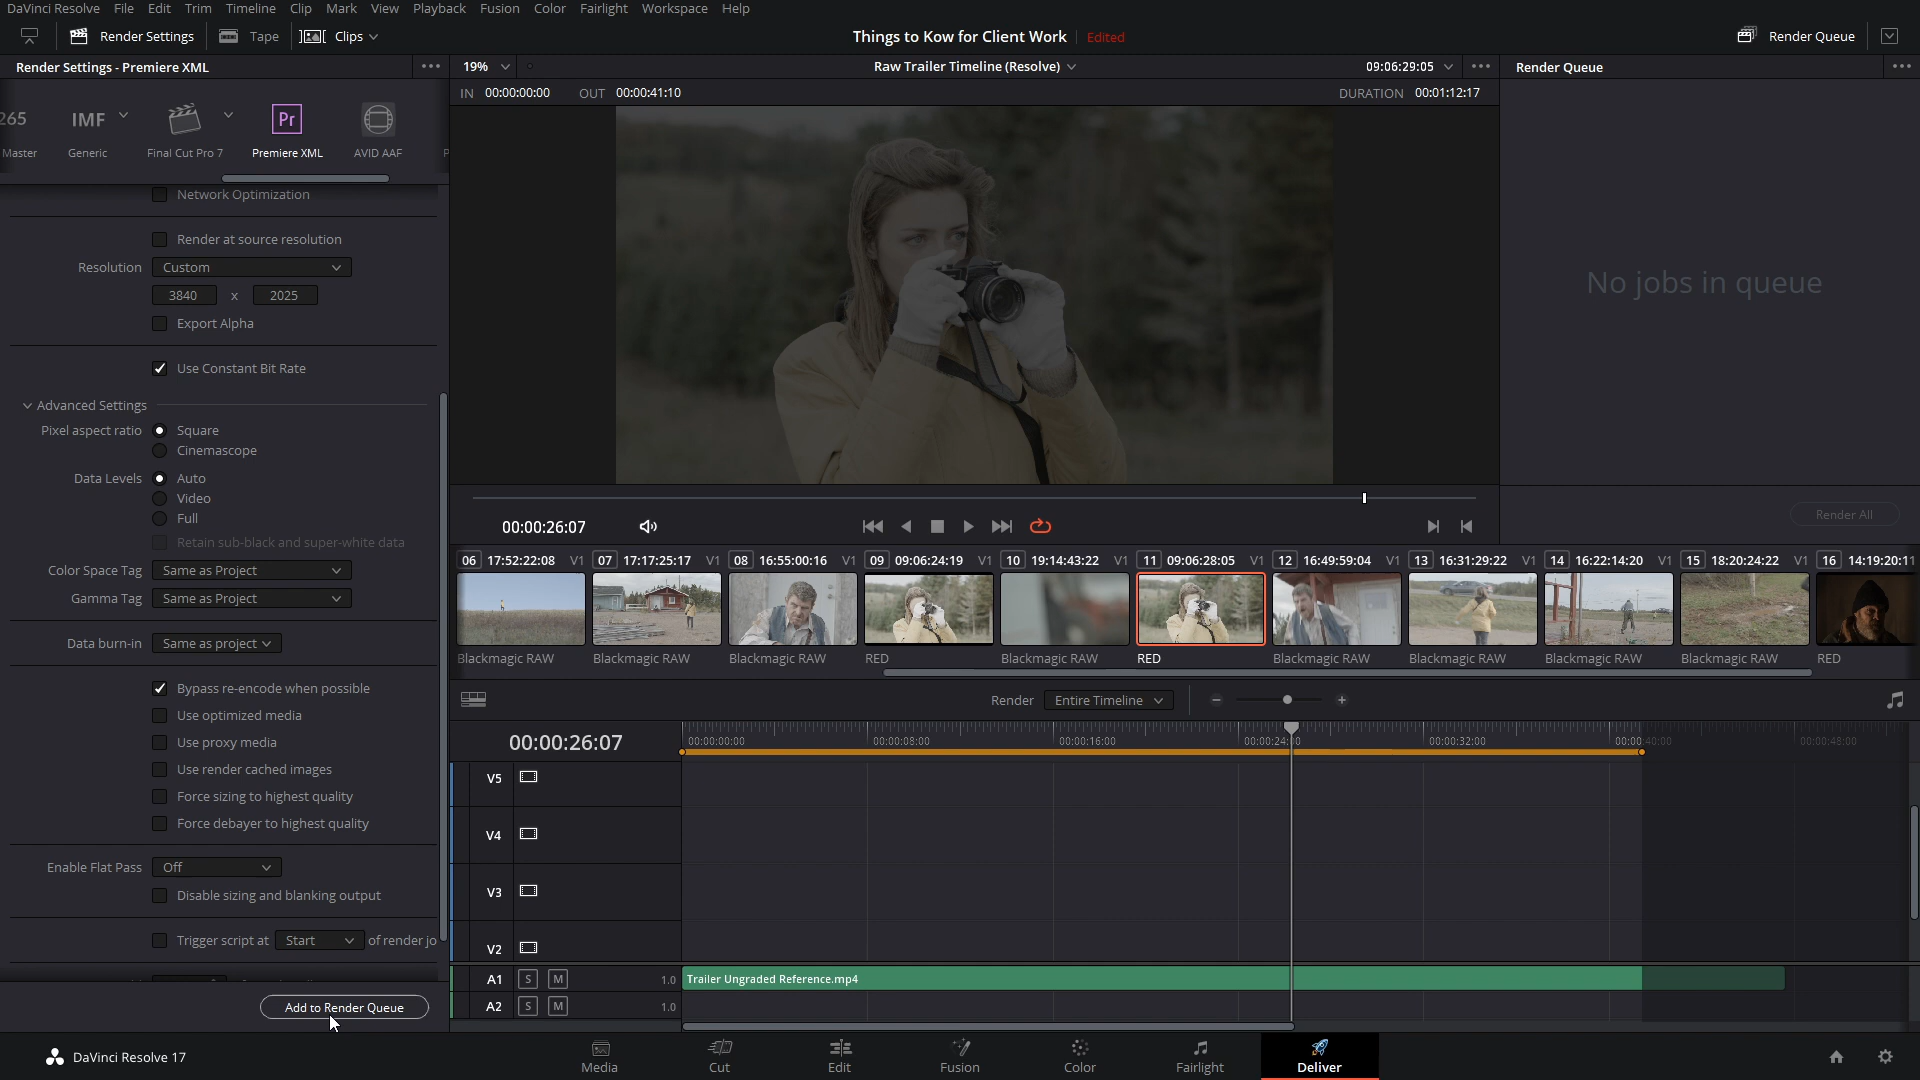 DaVinci Resolve File Edit Trim Timeline Clip Mark View Playback Fusion Color Fairlight Workspace Help
Render Settings Tape Clips Things to Kow for Client Work Edited Render Queue
Render Settings - Premiere XML 19% Raw Trailer Timeline (Resolve) 09:06:29:05 Render Queue
IN 00:00:00:00 OUT 00:00:41:10 DURATION 00:01:12:17
265 IMF Pr
Master Generic Final Cut Pro 7 Premiere XML AVID AAF P
Network Optimization
Render at source resolution
Resolution Custom
3840 x 2025
Export Alpha
Use Constant Bit Rate
Advanced Settings
Pixel aspect ratio Square
Cinemascope
Data Levels Auto
Video
Full
Retain sub-black and super-white data
Color Space Tag Same as Project
Gamma Tag Same as Project
Data burn-in Same as project
Bypass re-encode when possible
Use optimized media
Use proxy media
Use render cached images
Force sizing to highest quality
Force debayer to highest quality
Enable Flat Pass Off
Disable sizing and blanking output
Trigger script at Start of render jo
Add to Render Queue
No jobs in queue
Render All
00:00:26:07
06 17:52:22:08 V1 07 17:17:25:17 V1 08 16:55:00:16 V1 09 09:06:24:19 V1 10 19:14:43:22 V1 11 09:06:28:05 V1 12 16:49:59:04 V1 13 16:31:29:22 V1 14 16:22:14:20 V1 15 18:20:24:22 V1 16 14:19:20:11
Blackmagic RAW Blackmagic RAW Blackmagic RAW RED Blackmagic RAW RED Blackmagic RAW Blackmagic RAW Blackmagic RAW Blackmagic RAW RED
Render Entire Timeline
00:00:26:07 00:00:00:00 00:00:08:00 00:00:16:00 00:00:24:00 00:00:32:00 00:00:40:00 00:00:48:00
V5
V4
V3
V2
A1 S M 1.0 Trailer Ungraded Reference.mp4
A2 S M 1.0
DaVinci Resolve 17 Media Cut Edit Fusion Color Fairlight Deliver